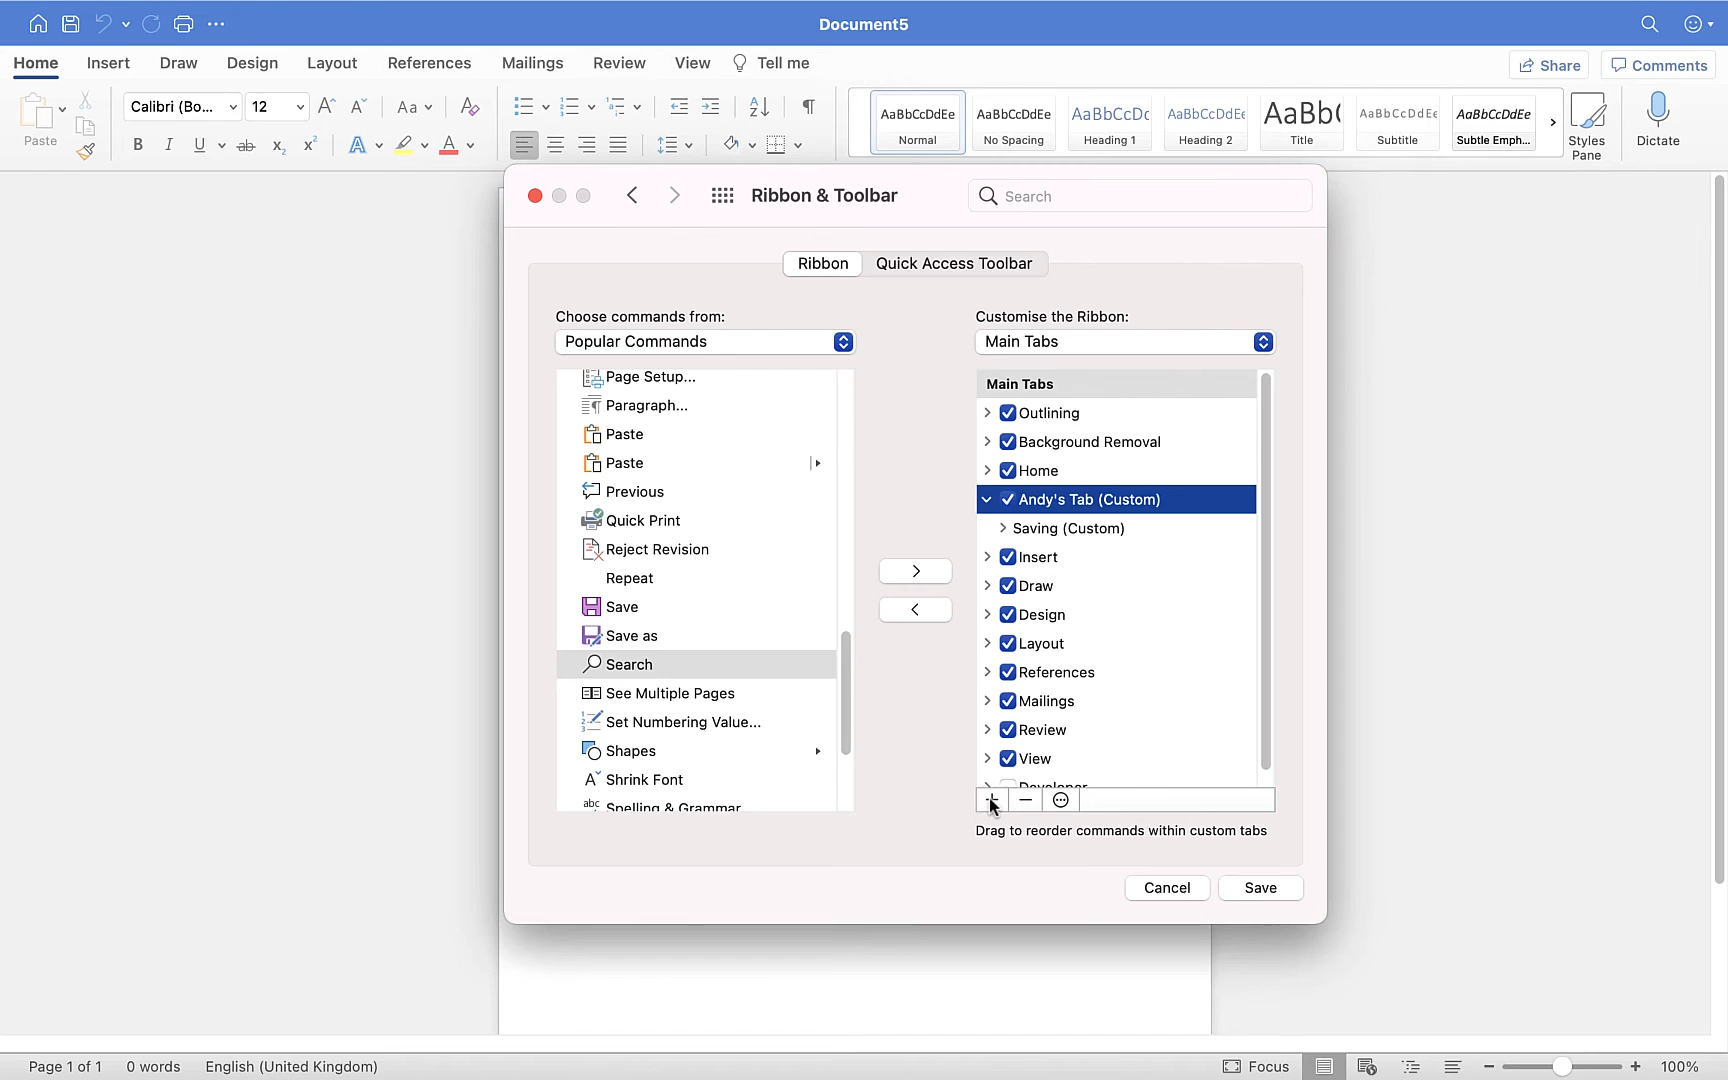 Document5
Home Insert Draw Design Layout References Mailings Review View Tell me Share Comments
Calibri (Bo... 12 Aa
AaBbCcDdEe AaBbCcDdEe AaBbCcDc AaBbCcDdEe AaBb( AaBbCcDdEe AaBbCcDdEe
Paste Normal No Spacing Heading 1 Heading 2 Title Subtitle Subtle Emph... Styles Pane Dictate
Ribbon & Toolbar Search
Ribbon Quick Access Toolbar
Choose commands from:
Popular Commands
Page Setup...
Paragraph...
Paste
Paste
Previous
Quick Print
Reject Revision
Repeat
Save
Save as
Search
See Multiple Pages
Set Numbering Value...
Shapes
Shrink Font
Spelling & Grammar
Customise the Ribbon:
Main Tabs
Main Tabs
Outlining
Background Removal
Home
Andy's Tab (Custom)
Saving (Custom)
Insert
Draw
Design
Layout
References
Mailings
Review
View
Developer
Drag to reorder commands within custom tabs
Cancel Save
Page 1 of 1 0 words English (United Kingdom) Focus 100%